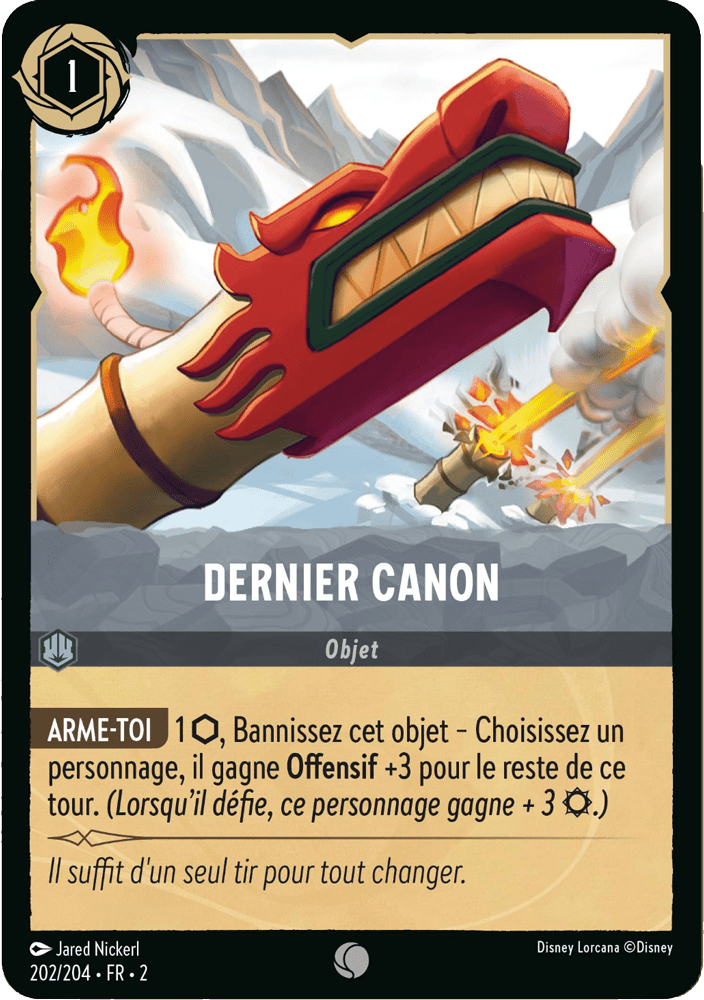 1
DERNIER CANON
Objet
ARME-TOI 1 ⬡, Bannissez cet objet – Choisissez un
personnage, il gagne Offensif +3 pour le reste de ce
tour. (Lorsqu'il défie, ce personnage gagne + 3 ¤.)
Il suffit d'un seul tir pour tout changer.
Jared Nickerl
Disney Lorcana ©Disney
202/204 • FR • 2